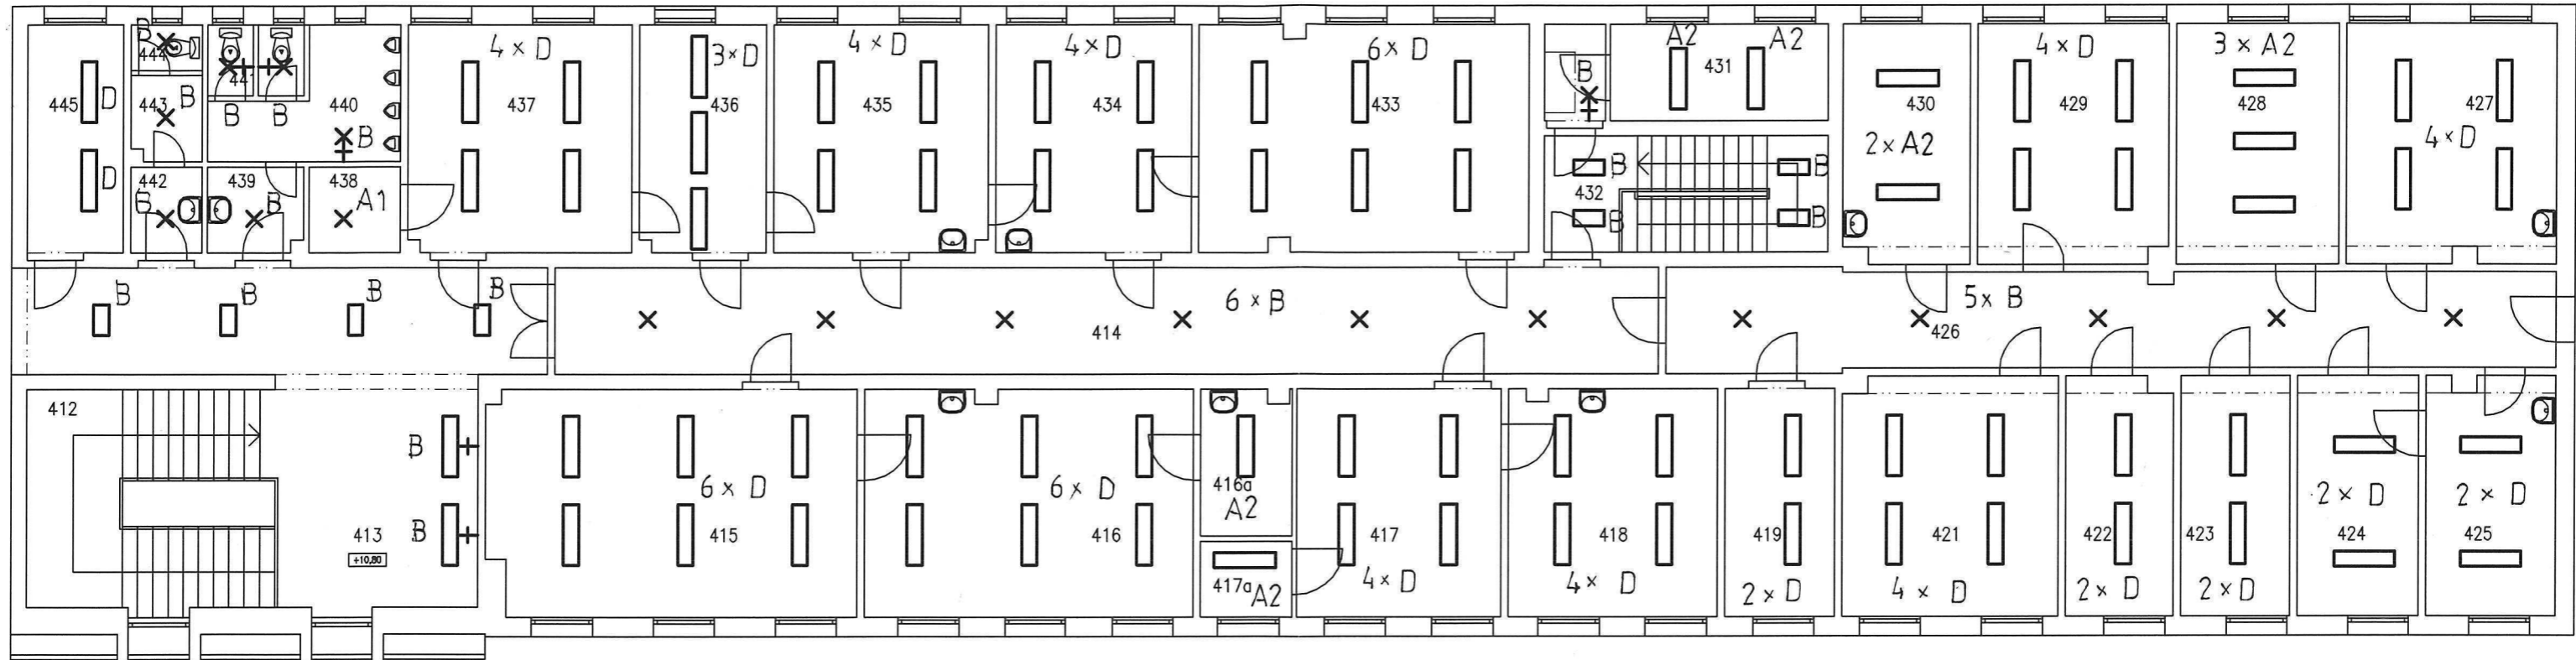 B
444
4 × D
3 × D
4 × D
4 × D
6 × D
A2
A2
431
4 × D
3 × A2
445
D
443
B
B
B
440
B
437
436
435
434
433
B
430
429
428
427
2 × A2
4 × D
D
442
B
439
B
438
A1
B
B
432
B
B
B
B
B
B
6 × B
414
5 × B
426
412
B
B
413
+10,80
6 × D
415
6 × D
416
416a
A2
417a
A2
417
4 × D
418
4 × D
419
2 × D
421
4 × D
422
2 × D
423
2 × D
2 × D
424
2 × D
425